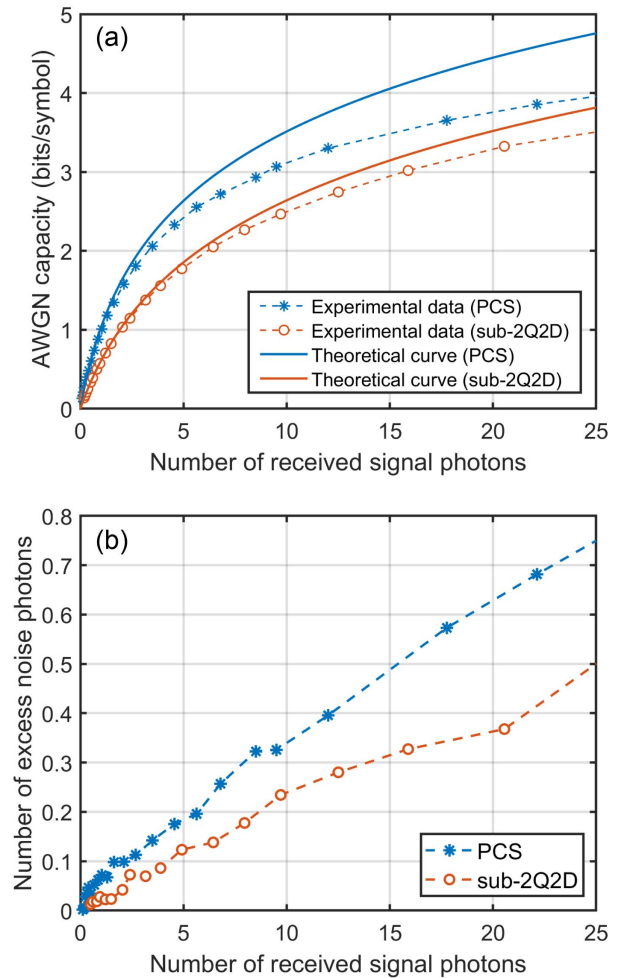 (a)
AWGN capacity (bits/symbol)
5
4
3
2
1
0
Experimental data (PCS)
Experimental data (sub-2Q2D)
Theoretical curve (PCS)
Theoretical curve (sub-2Q2D)
0 5 10 15 20 25
Number of received signal photons
(b)
Number of excess noise photons
0.8
0.7
0.6
0.5
0.4
0.3
0.2
0.1
0
PCS
sub-2Q2D
0 5 10 15 20 25
Number of received signal photons